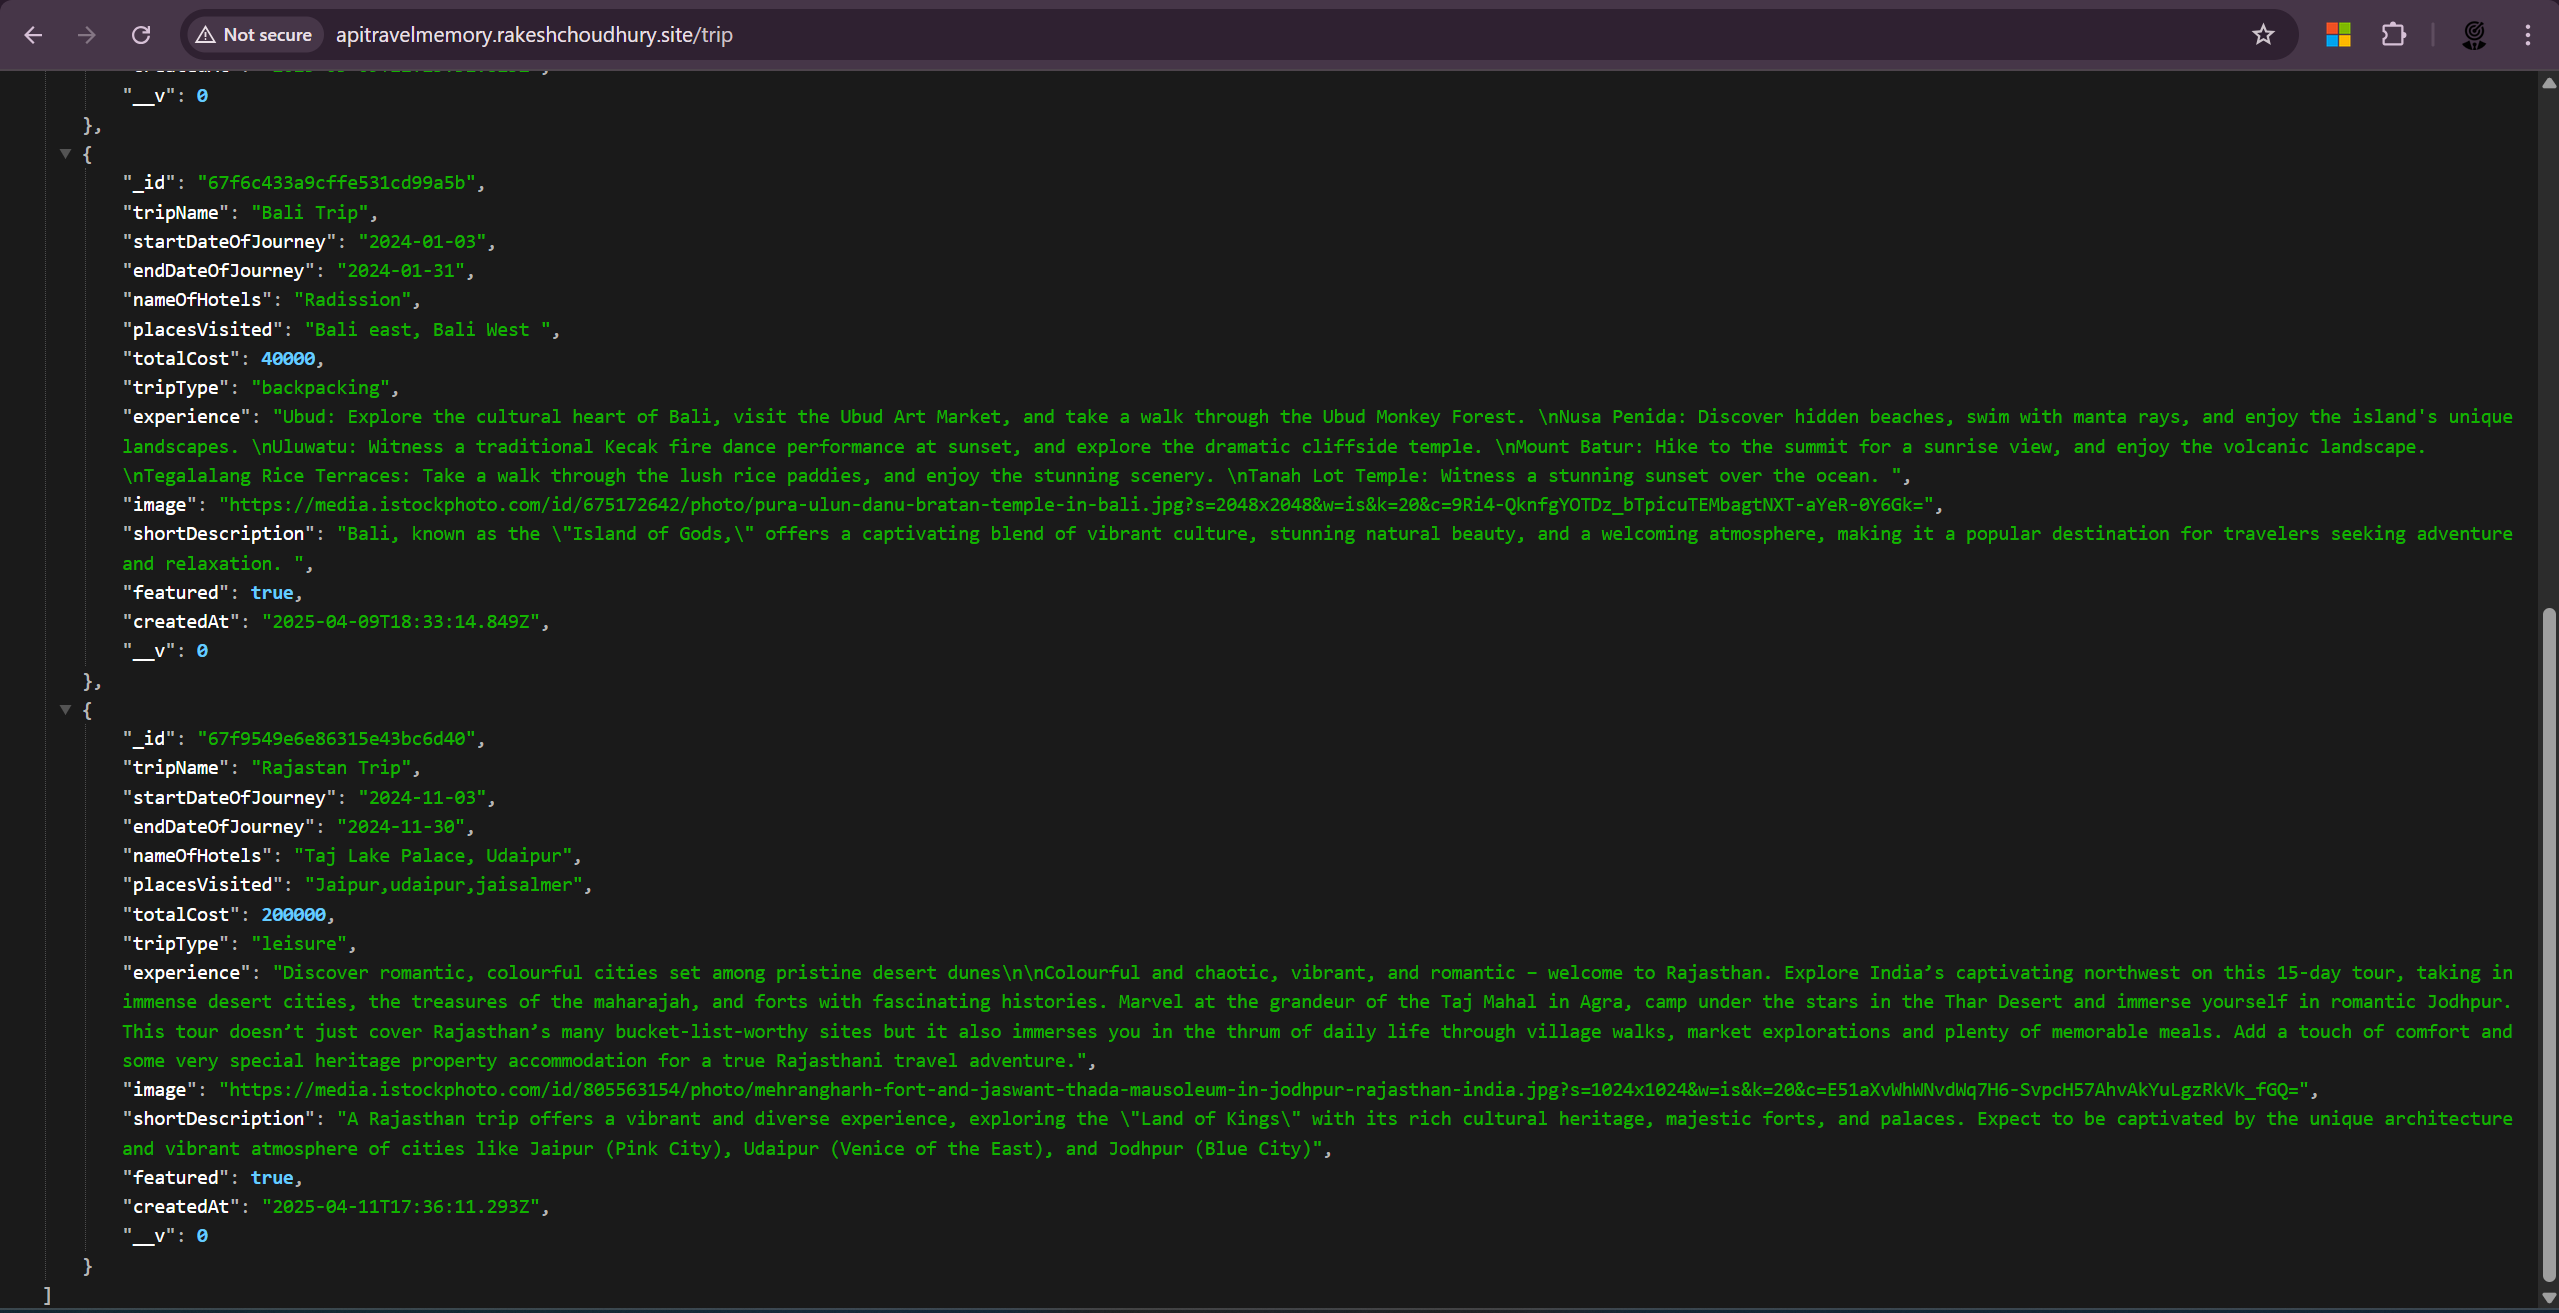 Not secure apitravelmemory.rakeshchoudhury.site/trip
"__v": 0
},
{
"_id": "67f6c433a9cffe531cd99a5b",
"tripName": "Bali Trip",
"startDateOfJourney": "2024-01-03",
"endDateOfJourney": "2024-01-31",
"nameOfHotels": "Radission",
"placesVisited": "Bali east, Bali West ",
"totalCost": 40000,
"tripType": "backpacking",
"experience": "Ubud: Explore the cultural heart of Bali, visit the Ubud Art Market, and take a walk through the Ubud Monkey Forest. \nNusa Penida: Discover hidden beaches, swim with manta rays, and enjoy the island's unique
landscapes. \nUluwatu: Witness a traditional Kecak fire dance performance at sunset, and explore the dramatic cliffside temple. \nMount Batur: Hike to the summit for a sunrise view, and enjoy the volcanic landscape.
\nTegalalang Rice Terraces: Take a walk through the lush rice paddies, and enjoy the stunning scenery. \nTanah Lot Temple: Witness a stunning sunset over the ocean. ",
"image": "https://media.istockphoto.com/id/675172642/photo/pura-ulun-danu-bratan-temple-in-bali.jpg?s=2048x2048&w=is&k=20&c=9Ri4-QknfgYOTDz_bTpicuTEMbagtNXT-aYeR-0Y6Gk=",
"shortDescription": "Bali, known as the \"Island of Gods,\" offers a captivating blend of vibrant culture, stunning natural beauty, and a welcoming atmosphere, making it a popular destination for travelers seeking adventure
and relaxation. ",
"featured": true,
"createdAt": "2025-04-09T18:33:14.849Z",
"__v": 0
},
{
"_id": "67f9549e6e86315e43bc6d40",
"tripName": "Rajastan Trip",
"startDateOfJourney": "2024-11-03",
"endDateOfJourney": "2024-11-30",
"nameOfHotels": "Taj Lake Palace, Udaipur",
"placesVisited": "Jaipur,udaipur,jaisalmer",
"totalCost": 200000,
"tripType": "leisure",
"experience": "Discover romantic, colourful cities set among pristine desert dunes\n\nColourful and chaotic, vibrant, and romantic – welcome to Rajasthan. Explore India’s captivating northwest on this 15-day tour, taking in
immense desert cities, the treasures of the maharajah, and forts with fascinating histories. Marvel at the grandeur of the Taj Mahal in Agra, camp under the stars in the Thar Desert and immerse yourself in romantic Jodhpur.
This tour doesn’t just cover Rajasthan’s many bucket-list-worthy sites but it also immerses you in the thrum of daily life through village walks, market explorations and plenty of memorable meals. Add a touch of comfort and
some very special heritage property accommodation for a true Rajasthani travel adventure.",
"image": "https://media.istockphoto.com/id/805563154/photo/mehrangharh-fort-and-jaswant-thada-mausoleum-in-jodhpur-rajasthan-india.jpg?s=1024x1024&w=is&k=20&c=E51aXvWhWNvdWq7H6-SvpcH57AhvAkYuLgzRkVk_fGQ=",
"shortDescription": "A Rajasthan trip offers a vibrant and diverse experience, exploring the \"Land of Kings\" with its rich cultural heritage, majestic forts, and palaces. Expect to be captivated by the unique architecture
and vibrant atmosphere of cities like Jaipur (Pink City), Udaipur (Venice of the East), and Jodhpur (Blue City)",
"featured": true,
"createdAt": "2025-04-11T17:36:11.293Z",
"__v": 0
}
]